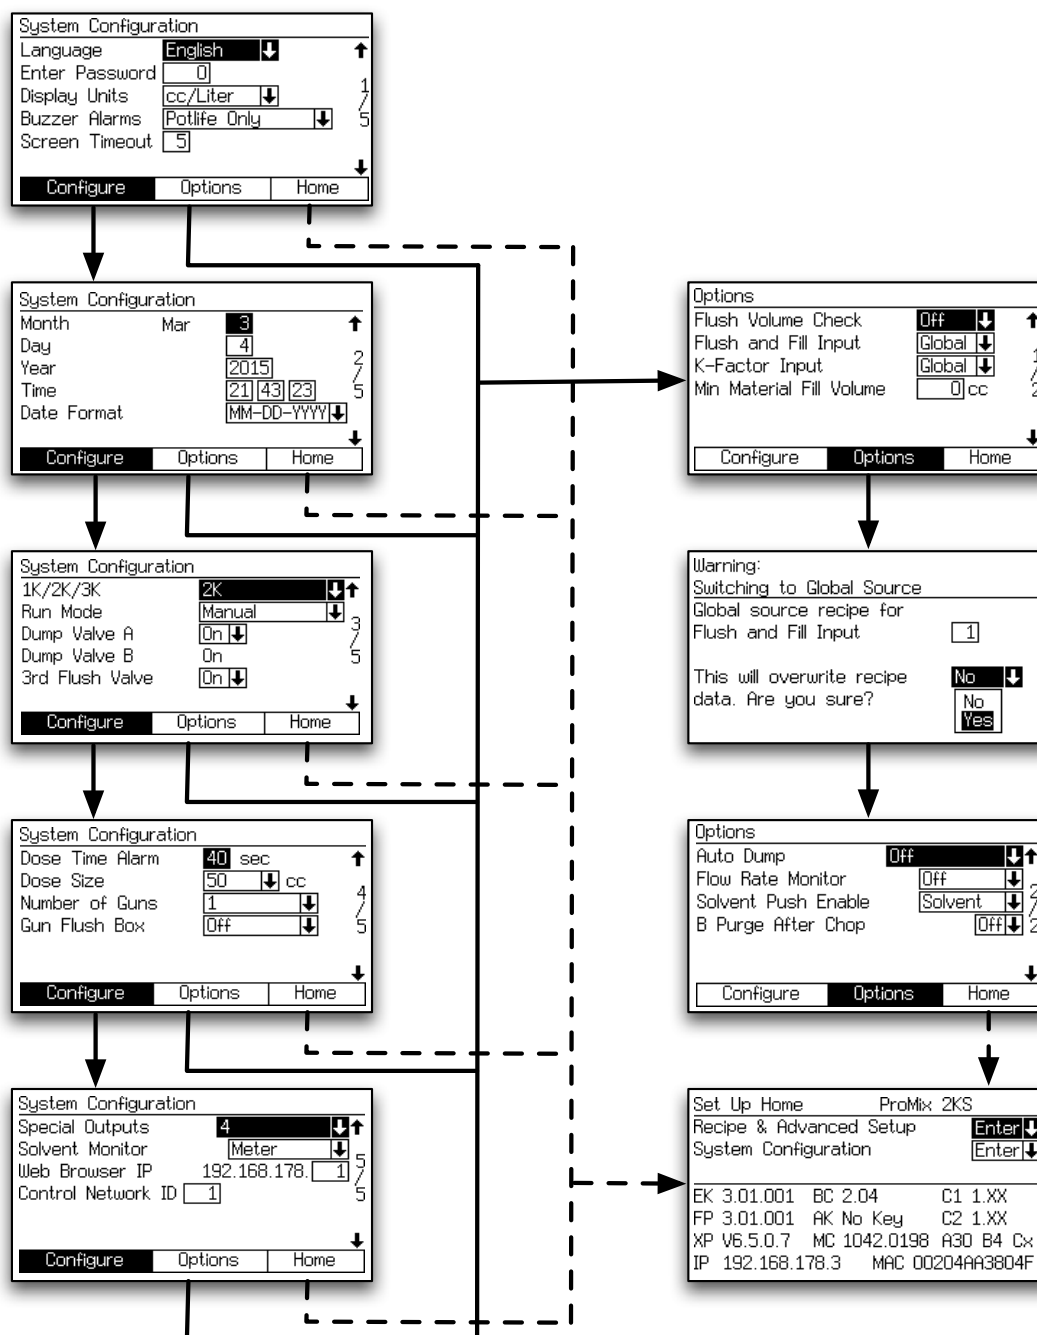 System Configuration
Language English
Enter Password 0
Display Units cc/Liter
Buzzer Alarms Potlife Only
Screen Timeout 5
1/5
Configure Options Home
System Configuration
Month Mar 3
Day 4
Year 2015
Time 21 43 23
Date Format MM-DD-YYYY
2/5
Configure Options Home
System Configuration
1K/2K/3K 2K
Run Mode Manual
Dump Valve A On
Dump Valve B On
3rd Flush Valve On
3/5
Configure Options Home
System Configuration
Dose Time Alarm 40 sec
Dose Size 50 cc
Number of Guns 1
Gun Flush Box Off
4/5
Configure Options Home
System Configuration
Special Outputs 4
Solvent Monitor Meter
Web Browser IP 192.168.178. 1
Control Network ID 1
5/5
Configure Options Home
Options
Flush Volume Check Off
Flush and Fill Input Global
K-Factor Input Global
Min Material Fill Volume 0 cc
1/2
Configure Options Home
Warning:
Switching to Global Source
Global source recipe for
Flush and Fill Input 1
This will overwrite recipe No
data. Are you sure? No
Yes
Options
Auto Dump Off
Flow Rate Monitor Off
Solvent Push Enable Solvent
B Purge After Chop Off
2/2
Configure Options Home
Set Up Home ProMix 2KS
Recipe & Advanced Setup Enter
System Configuration Enter
EK 3.01.001 BC 2.04 C1 1.XX
FP 3.01.001 AK No Key C2 1.XX
XP V6.5.0.7 MC 1042.0198 A30 B4 Cx
IP 192.168.178.3 MAC 00204AA3804F